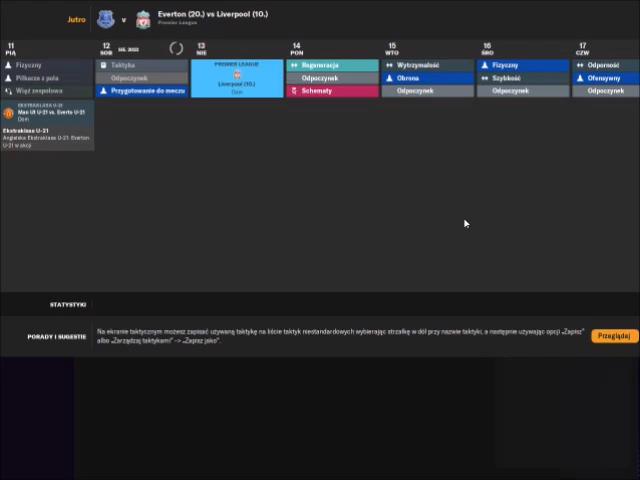 Jutro
v
Everton (20.) vs Liverpool (10.)
Premier League
11
PIĄ
12
SOB
13
NIE
14
PON
15
WTO
16
ŚRO
17
CZW
Fizyczny
Piłkarze z pola
Więź zespołowa
Taktyka
Odpoczynek
Przygotowanie do meczu
PREMIER LEAGUE
Liverpool (10.)
Dom
Regeneracja
Odpoczynek
Schematy
Wytrzymałość
Obrona
Odpoczynek
Fizyczny
Szybkość
Odpoczynek
Odporność
Ofensywny
Odpoczynek
EKSTRAKLASA U-21
Man Ut U-21 vs. Everto U-21
Dom
Ekstraklasa U-21
Angielska Ekstraklasa U-21: Everton
U-21 w akcji
STATYSTYKI
PORADY I SUGESTIE
Na ekranie taktycznym możesz zapisać używaną taktykę na liście taktyk niestandardowych wybierając strzałkę w dół przy nazwie taktyki, a następnie używając opcji „Zapisz"
albo „Zarządzaj taktykami" -> „Zapisz jako".
Przeglądaj